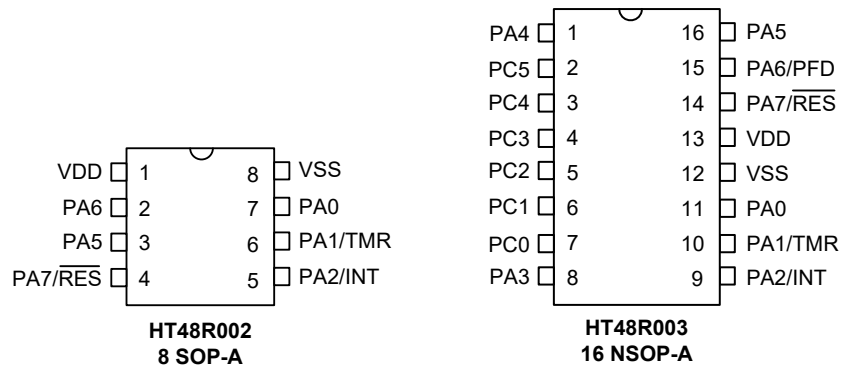 VDD 1 8 VSS
PA6 2 7 PA0
PA5 3 6 PA1/TMR
PA7/RES 4 5 PA2/INT
HT48R002
8 SOP-A
PA4 1 16 PA5
PC5 2 15 PA6/PFD
PC4 3 14 PA7/RES
PC3 4 13 VDD
PC2 5 12 VSS
PC1 6 11 PA0
PC0 7 10 PA1/TMR
PA3 8 9 PA2/INT
HT48R003
16 NSOP-A